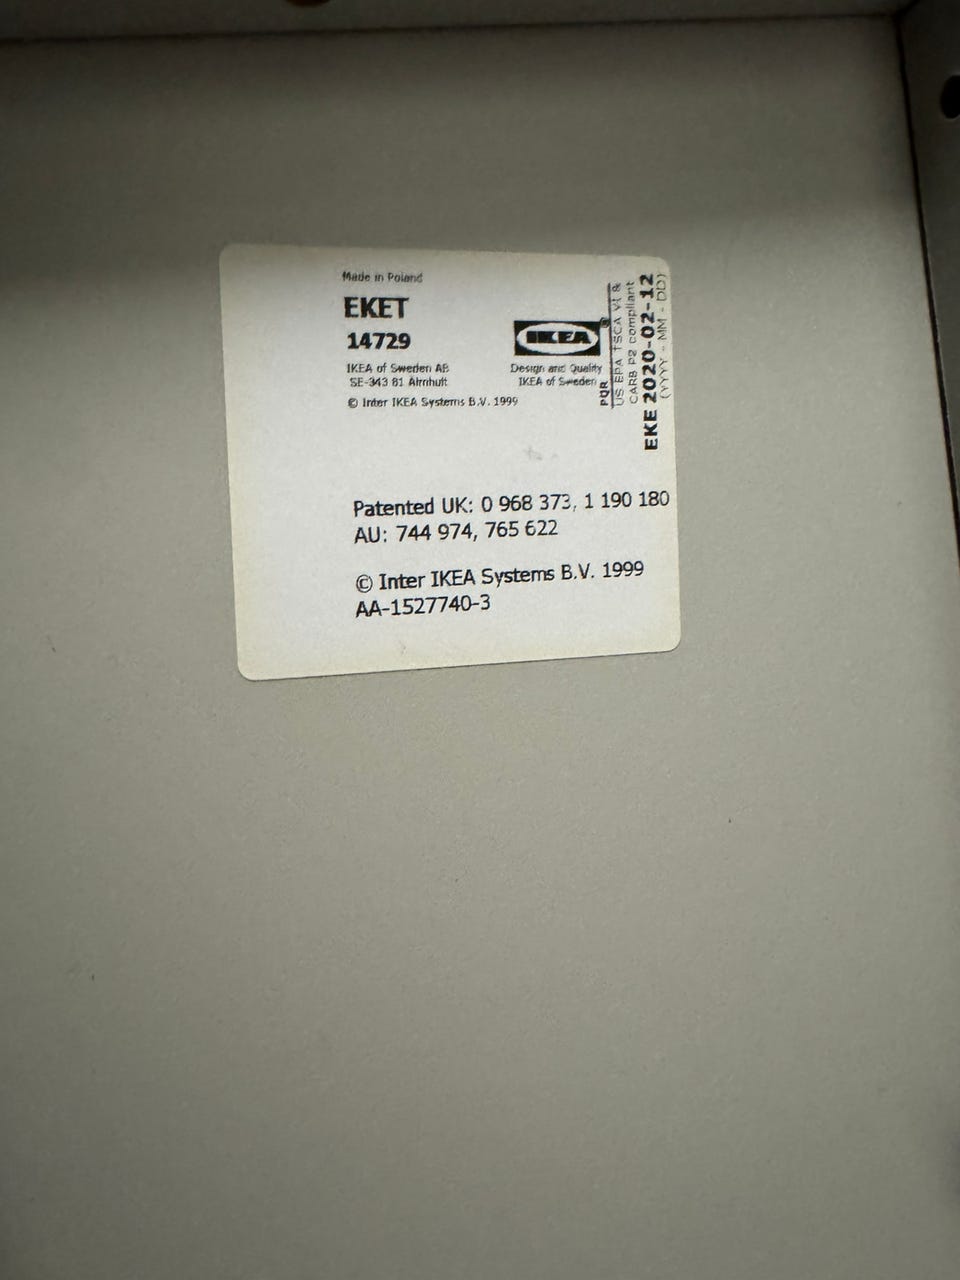 Made in Poland
EKET
14729
IKEA of Sweden AB
SE-343 81 Älmhult
© Inter IKEA Systems B.V. 1999
IKEA
Design and Quality
IKEA of Sweden
PQR
US EPA TSCA VI &
CARB P2 compliant
EKE 2020-02-12
(YYYY - MM - DD)
Patented UK: 0 968 373, 1 190 180
AU: 744 974, 765 622
© Inter IKEA Systems B.V. 1999
AA-1527740-3